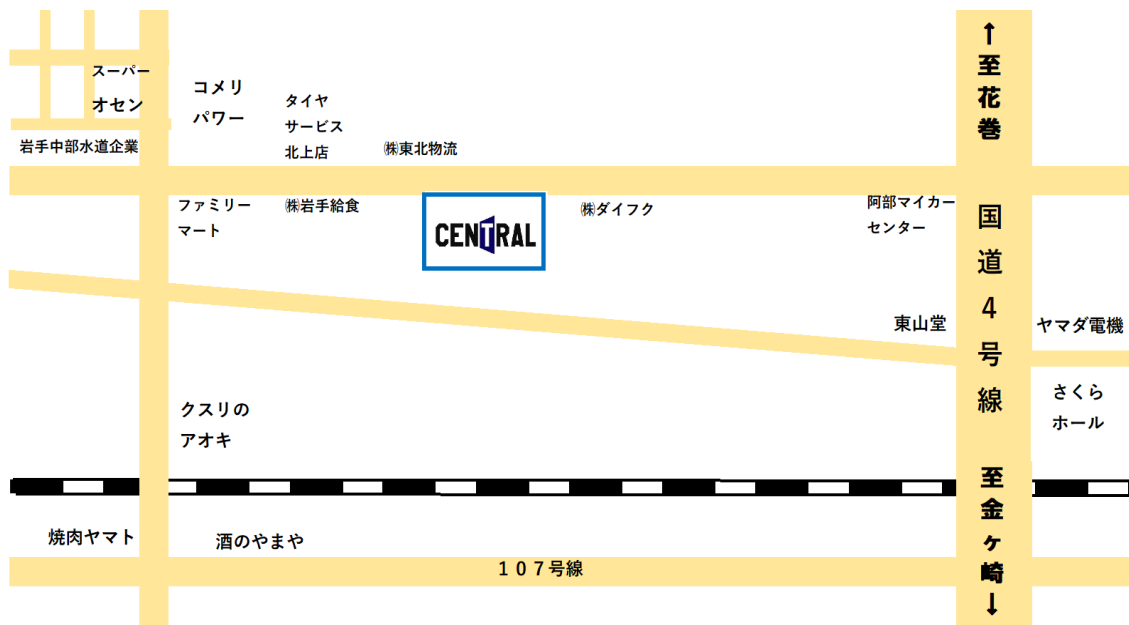 スーパー
オセン
岩手中部水道企業
コメリ
パワー
タイヤ
サービス
北上店
㈱東北物流
ファミリー
マート
㈱岩手給食
CENTRAL
㈱ダイフク
阿部マイカー
センター
↑至花巻
国道4号線
至金ヶ崎↓
東山堂
ヤマダ電機
さくら
ホール
クスリの
アオキ
焼肉ヤマト
酒のやまや
１０７号線